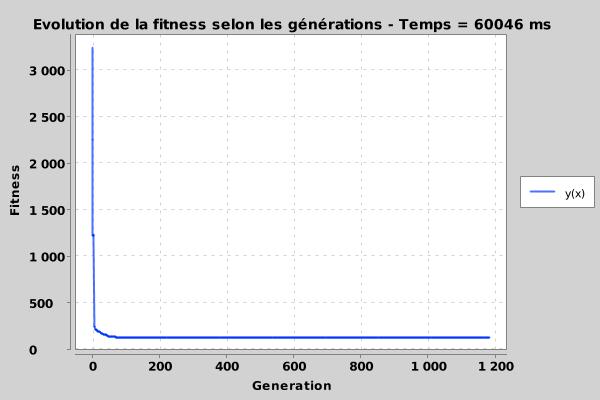 Evolution de la fitness selon les générations - Temps = 60046 ms
3 000
2 500
2 000
1 500
1 000
500
0
Fitness
y(x)
0 200 400 600 800 1 000 1 200
Generation